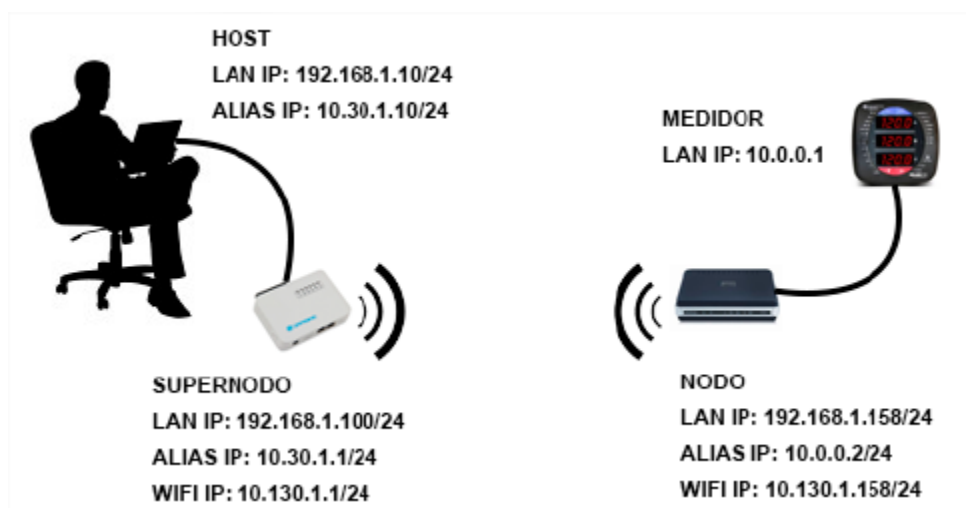 HOST
LAN IP: 192.168.1.10/24
ALIAS IP: 10.30.1.10/24
MEDIDOR
LAN IP: 10.0.0.1
SUPERNODO
LAN IP: 192.168.1.100/24
ALIAS IP: 10.30.1.1/24
WIFI IP: 10.130.1.1/24
NODO
LAN IP: 192.168.1.158/24
ALIAS IP: 10.0.0.2/24
WIFI IP: 10.130.1.158/24